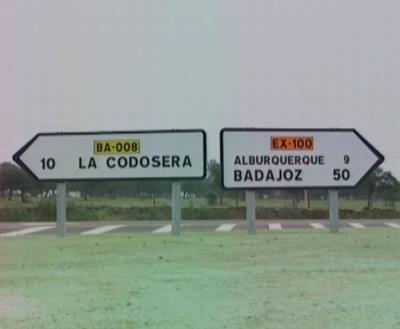 BA-008
10 LA CODOSERA
EX-100
ALBURQUERQUE 9
BADAJOZ 50